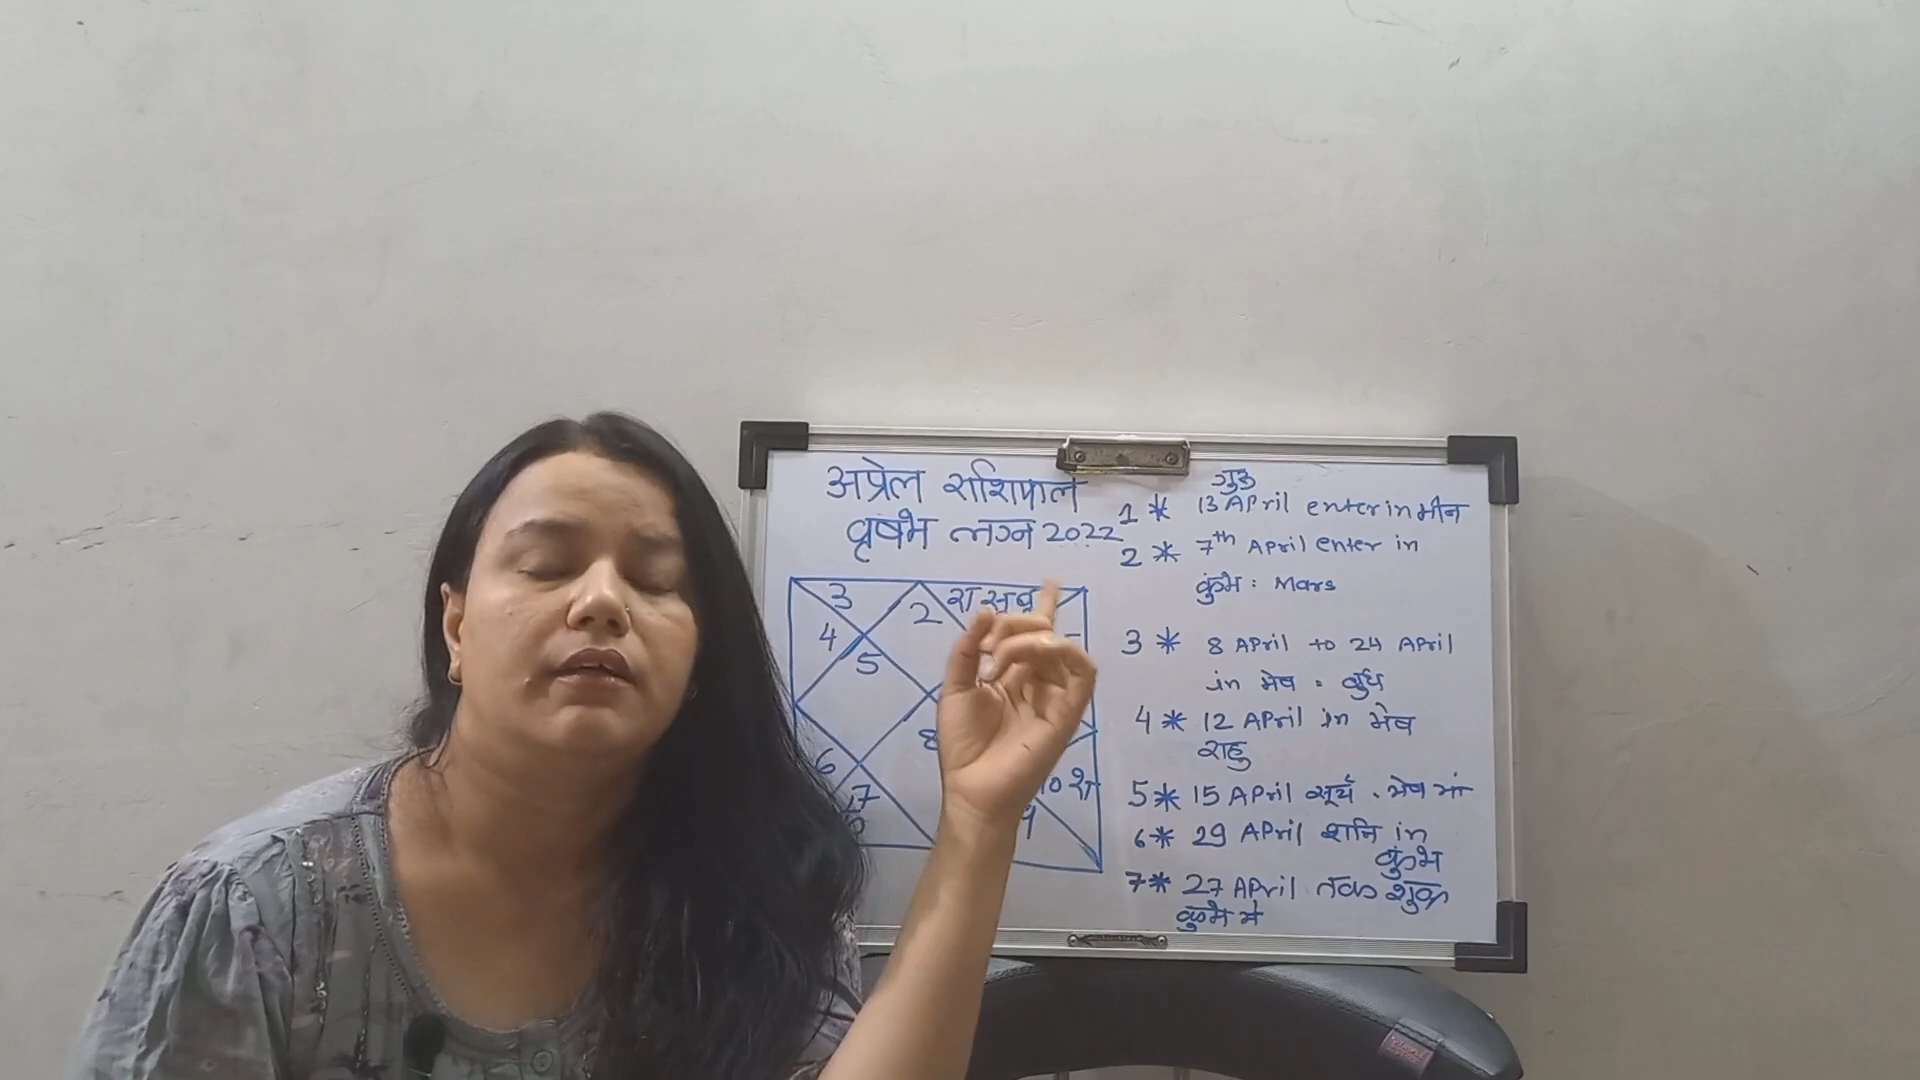 अप्रेल राशिफल
वृषभ लग्न 2022
3
4
5
2
रा सू बु
8
6
7
10 श
9
गुरु
1 * 13 April enter in मीन
2 * 7th April enter in
कुंभ : Mars
3 * 8 April to 24 April
in मेष = बुध
4 * 12 April in मेष
राहु
5 * 15 April सूर्य . मेष मां
6 * 29 April शनि in
कुंभ
7 * 27 April तक शुक्र
कुंभ मे